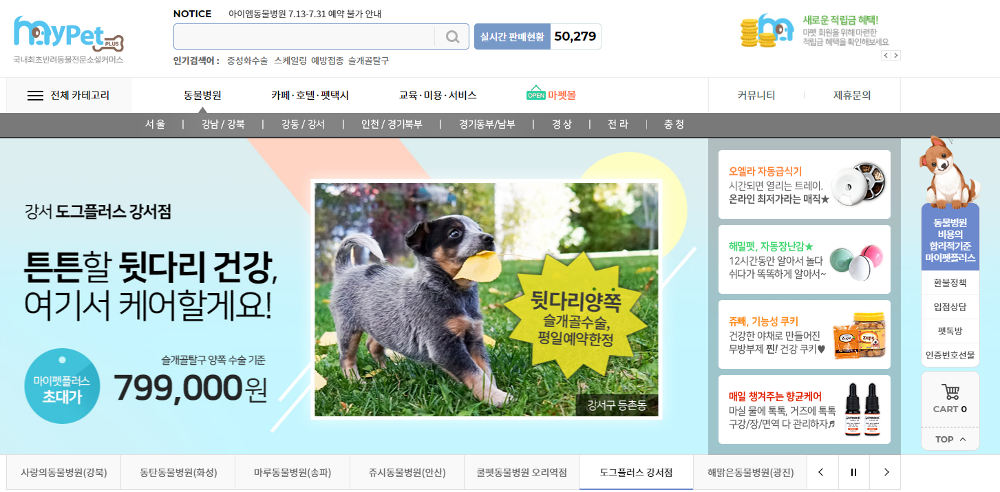 myPet
PLUS
국내최초반려동물전문소셜커머스
NOTICE 아이엠동물병원 7.13-7.31 예약 불가 안내
실시간 판매현황 50,279
인기검색어 : 중성화수술 스케일링 예방접종 슬개골탈구
새로운 적립금 혜택!
마펫 회원을 위해 마련한
적립금 혜택을 확인해보세요
전체 카테고리 동물병원 카페·호텔·펫택시 교육·미용·서비스 OPEN 마펫몰 커뮤니티 | 제휴문의
서 울 | 강남 / 강북 | 강동 / 강서 | 인천 / 경기북부 | 경기동부/남부 | 경 상 | 전 라 | 충 청
강서 도그플러스 강서점
튼튼할 뒷다리 건강,
여기서 케어할게요!
마이펫플러스
초대가
슬개골탈구 양쪽 수술 기준
799,000원
뒷다리양쪽
슬개골수술,
평일예약한정
강서구 등촌동
오엘라 자동급식기
시간되면 열리는 트레이.
온라인 최저가라는 매직★
해밀펫, 자동장난감★
12시간동안 알아서 놀다
쉬다가 똑똑하게 알아서~
쥬빼, 기능성 쿠키
건강한 야채로 만들어진
무방부제 찐! 건강 쿠키♥
매일 챙겨주는 항균케어
마실 물에 톡톡, 거즈에 톡톡
구강/장/면역 다 관리하자♬
동물병원
비용의
합리적기준
마이펫플러스
환불정책
입점상담
펫톡방
인증번호선물
CART 0
TOP
사랑의동물병원(강북) 동탄동물병원(화성) 마루동물병원(송파) 쥬시동물병원(안산) 쿨펫동물병원 오리역점 도그플러스 강서점 해맑은동물병원(광진)